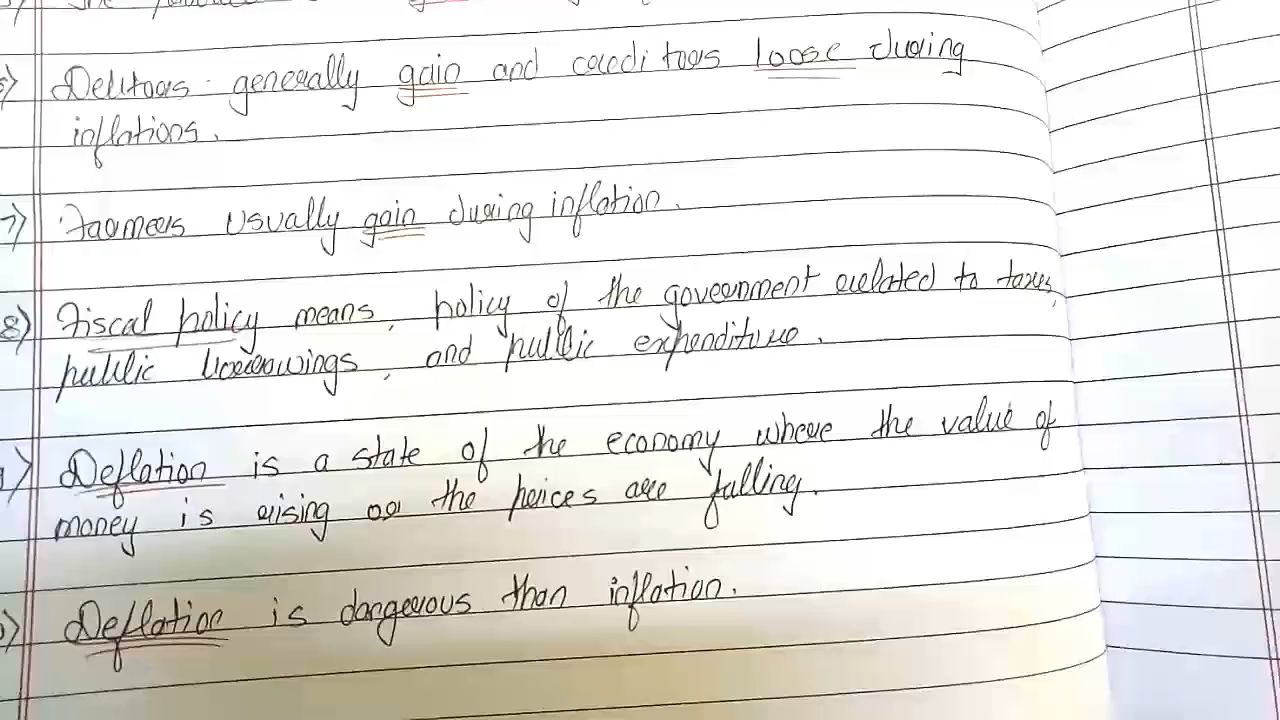 6) Debtors generally gain and creditors loose during
inflations.
7) Farmers usually gain during inflation.
8) Fiscal policy means, policy of the government related to taxes,
public borrowings, and public expenditure.
) Deflation is a state of the economy where the value of
money is rising or the prices are falling.
) Deflation is dangerous than inflation.